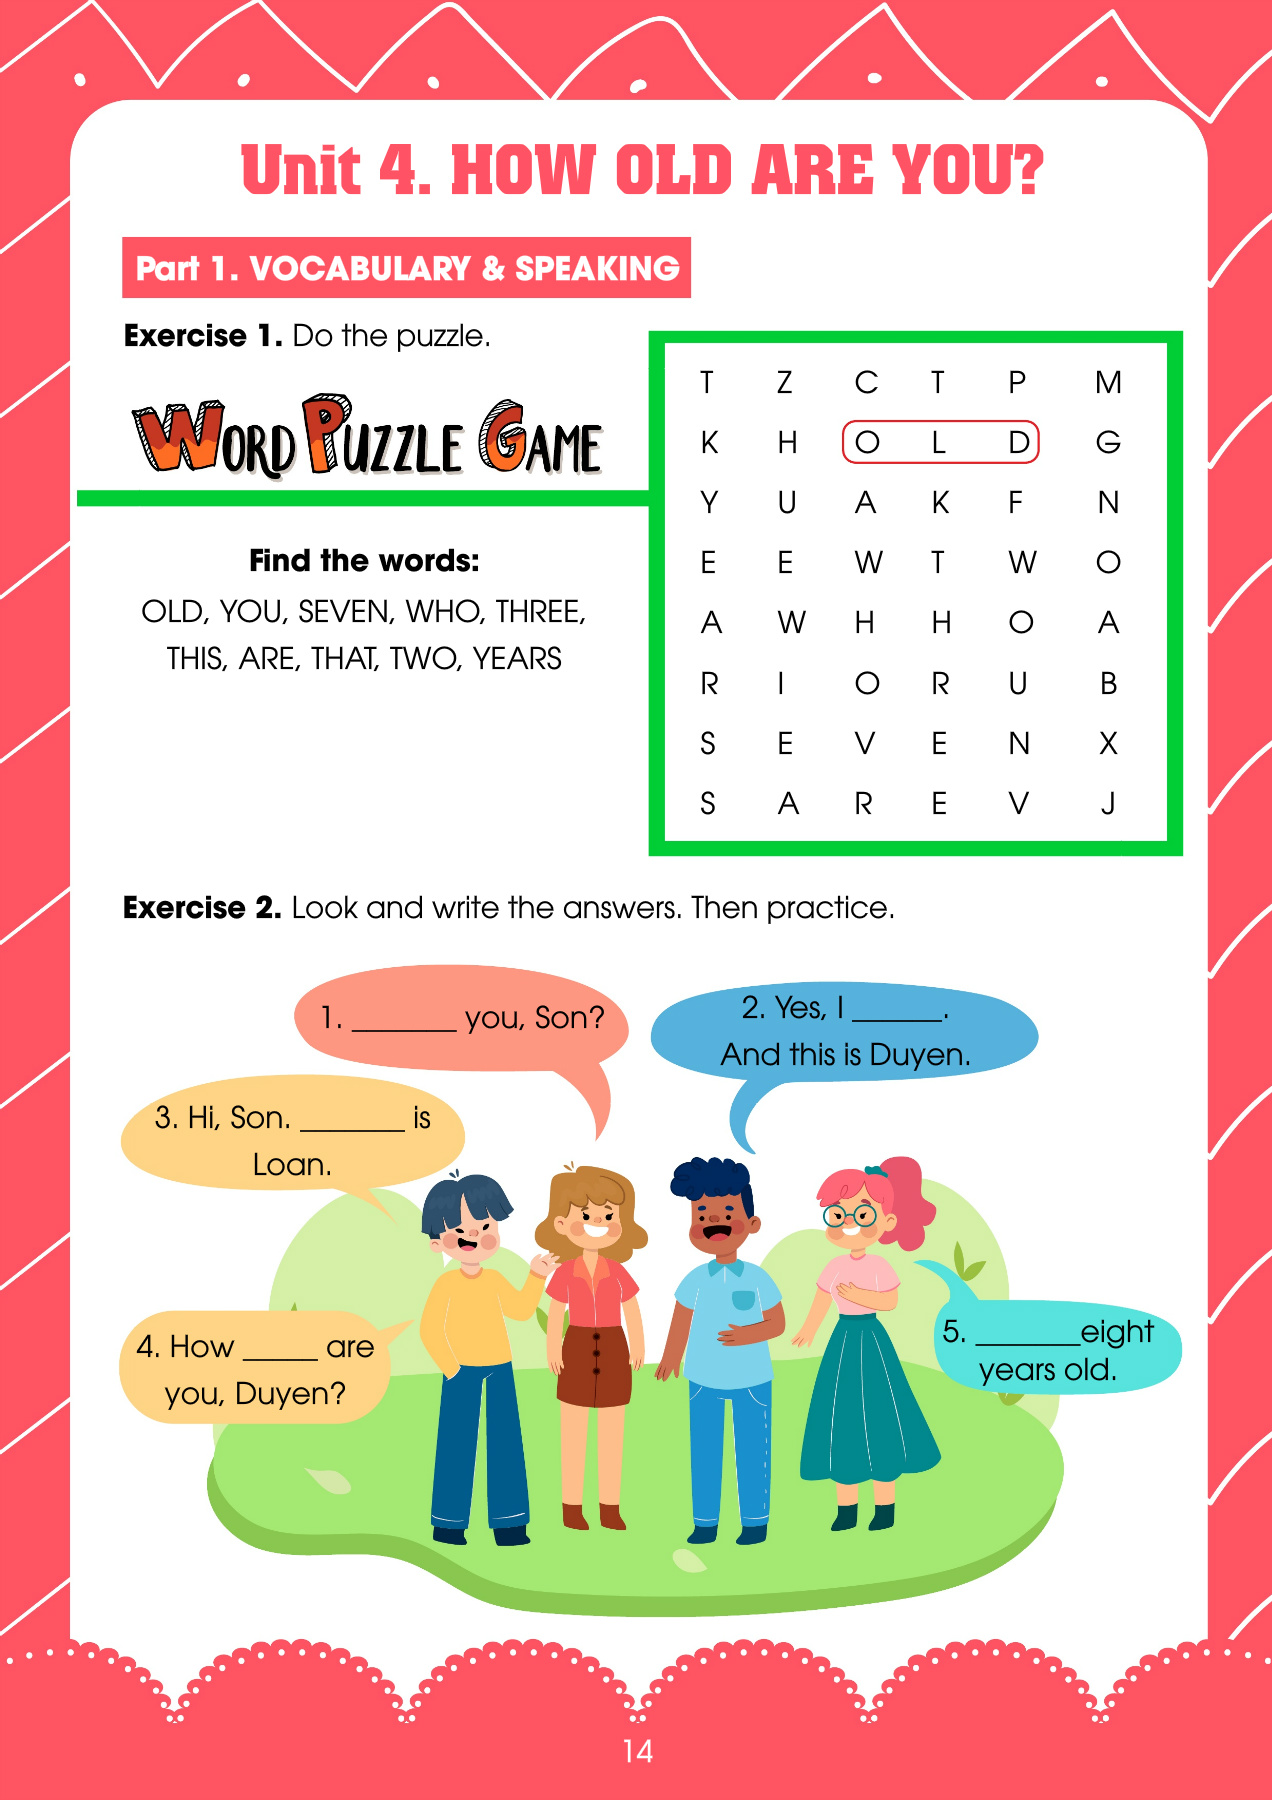 Unit 4. HOW OLD ARE YOU?
Part 1. VOCABULARY & SPEAKING
Exercise 1. Do the puzzle.
WORD PUZZLE GAME
Find the words:
OLD, YOU, SEVEN, WHO, THREE,
THIS, ARE, THAT, TWO, YEARS
T Z C T P M
K H O L D G
Y U A K F N
E E W T W O
A W H H O A
R I O R U B
S E V E N X
S A R E V J
Exercise 2. Look and write the answers. Then practice.
1. _______ you, Son?
2. Yes, I ______.
And this is Duyen.
3. Hi, Son. _______ is
Loan.
4. How _____ are
you, Duyen?
5. _______eight
years old.
14